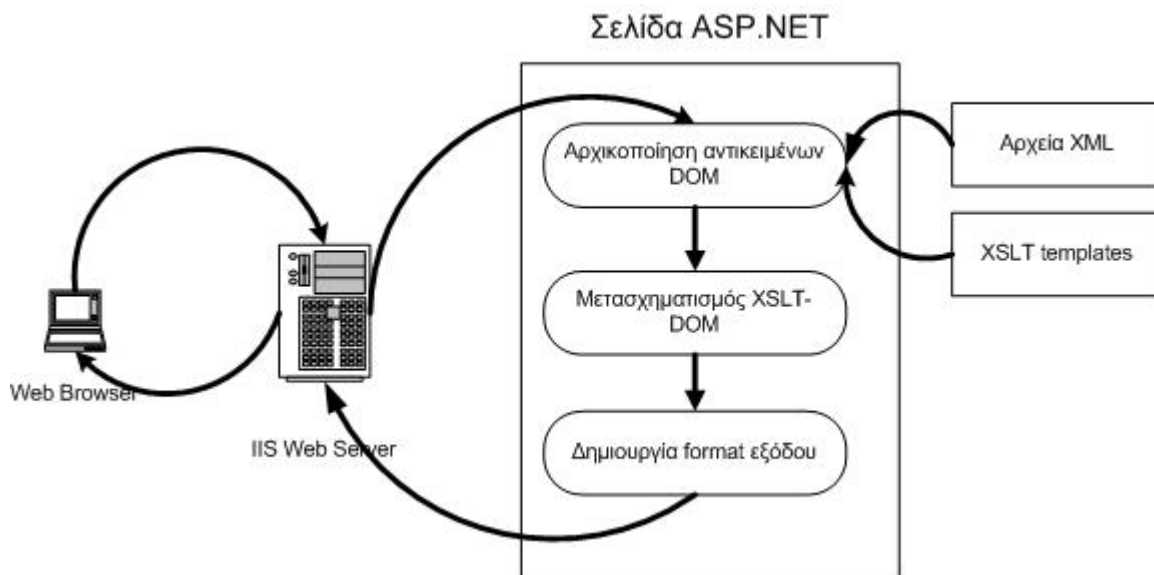 Σελίδα ASP.NET
Αρχικοποίηση αντικειμένων
DOM
Αρχεία XML
XSLT templates
Μετασχηματισμός XSLT-
DOM
Web Browser
IIS Web Server
Δημιουργία format εξόδου